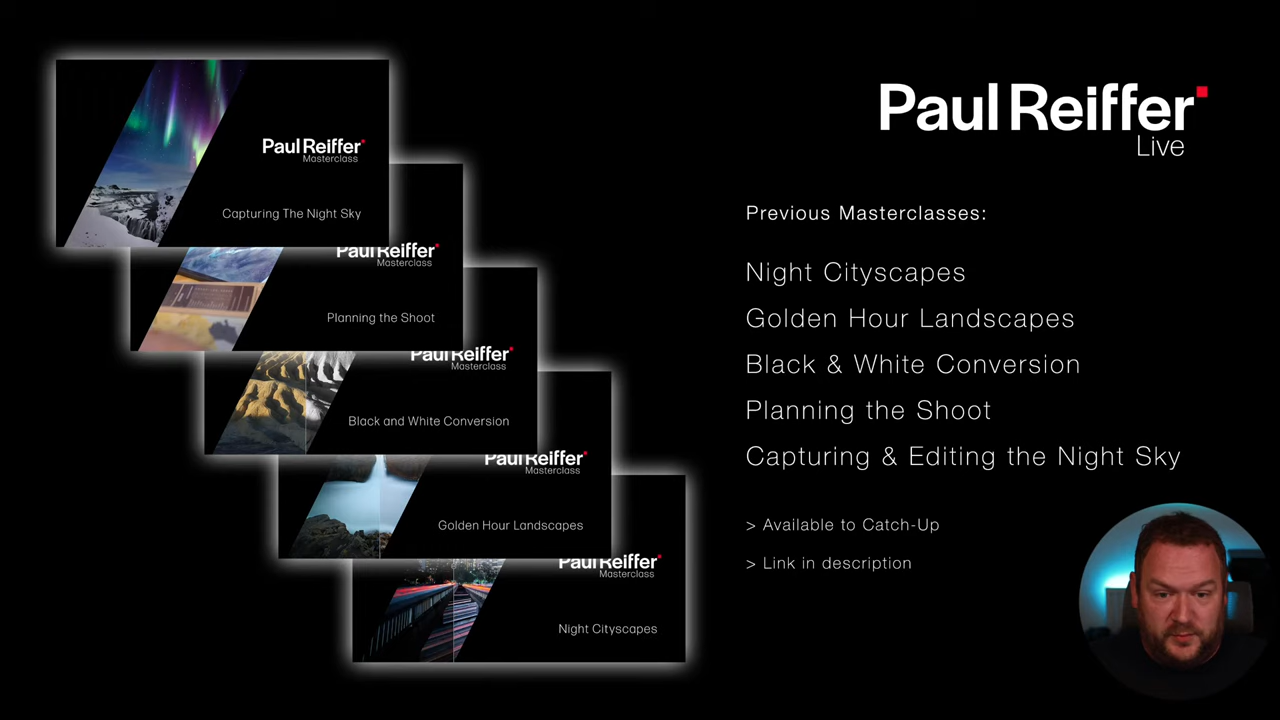 Paul Reiffer
Masterclass
Capturing The Night Sky
Paul Reiffer
Masterclass
Planning the Shoot
Paul Reiffer
Masterclass
Black and White Conversion
Paul Reiffer
Masterclass
Golden Hour Landscapes
Paul Reiffer
Masterclass
Night Cityscapes
Paul Reiffer
Live
Previous Masterclasses:
Night Cityscapes
Golden Hour Landscapes
Black & White Conversion
Planning the Shoot
Capturing & Editing the Night Sky
> Available to Catch-Up
> Link in description